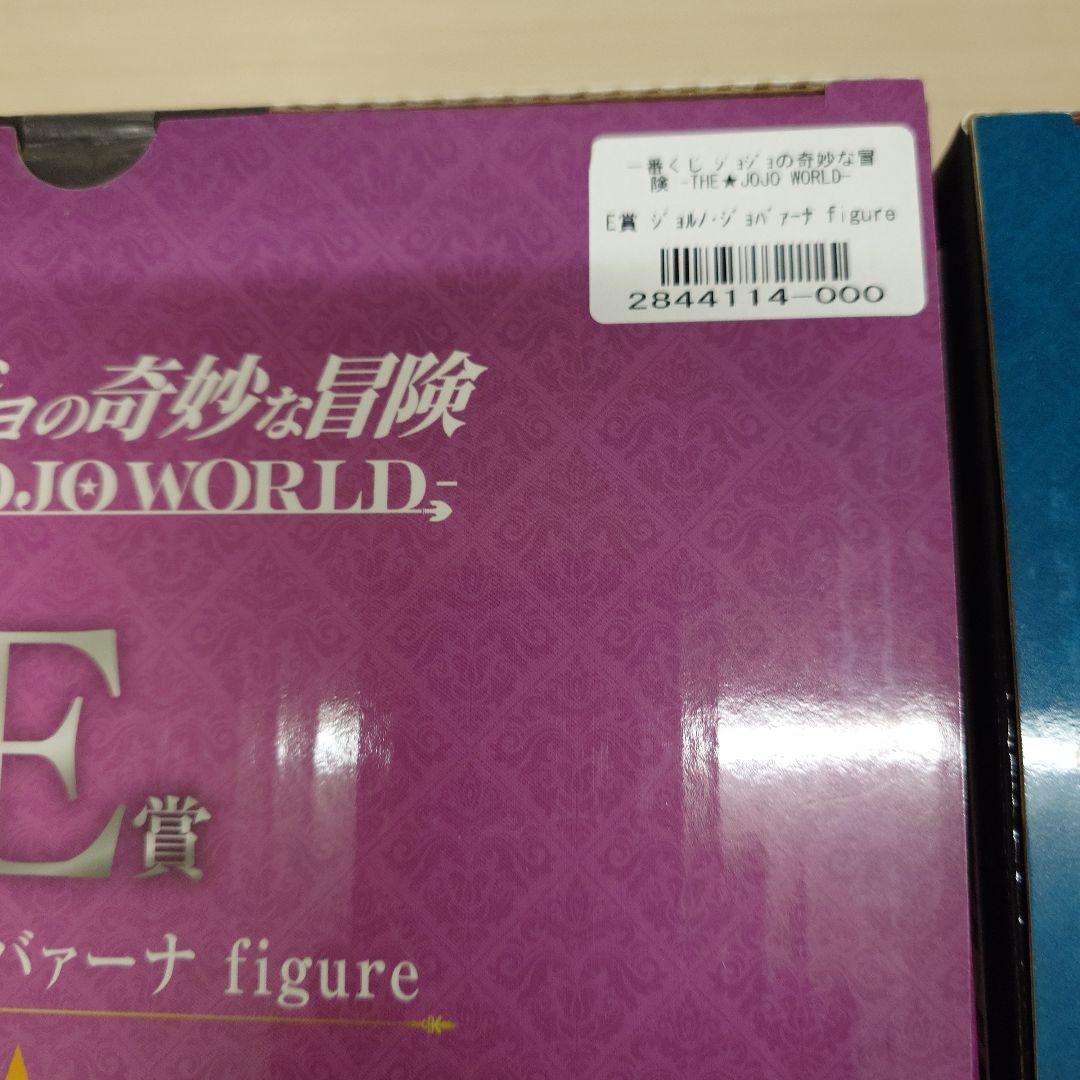 一番くじ ジョジョの奇妙な冒
険 -THE★JOJO WORLD-
E賞 ジョルノ・ジョバァーナ figure
2844114-000
ョの奇妙な冒険
OJO★WORLD-
E賞
バァーナ figure